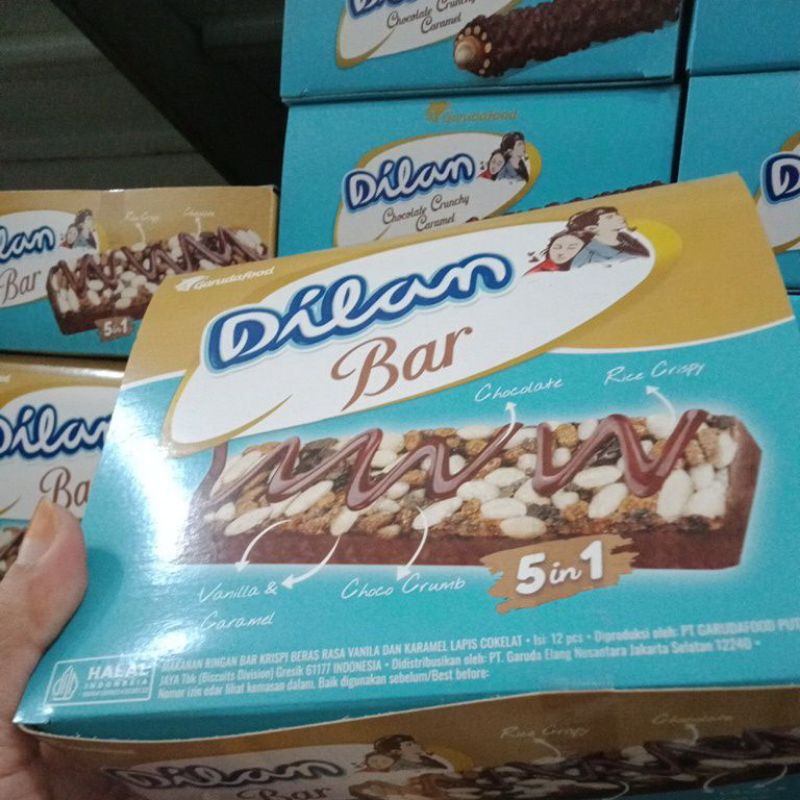 Dilan
Chocolate Crunchy
Caramel
Garudafood
Dilan
Chocolate Crunchy
Caramel
Rice Crispy
Chocolate
Bar
5in1
Dilan
Ba
Garudafood
Dilan
Bar
Chocolate
Rice Crispy
Vanilla &
Caramel
Choco Crumb
5 in 1
HALAL
INDONESIA
MAKANAN RINGAN BAR KRISPI BERAS RASA VANILA DAN KARAMEL LAPIS COKELAT • Isi: 12 pcs • Diproduksi oleh: PT GARUDAFOOD PUT
JAYA Tbk (Biscuits Division) Gresik 61177 INDONESIA • Didistribusikan oleh: PT. Garuda Elang Nusantara Jakarta Selatan 12240 •
Nomor izin edar lihat kemasan dalam. Baik digunakan sebelum/Best before:
Rice Crispy
Chocolate
Dilan
Bar